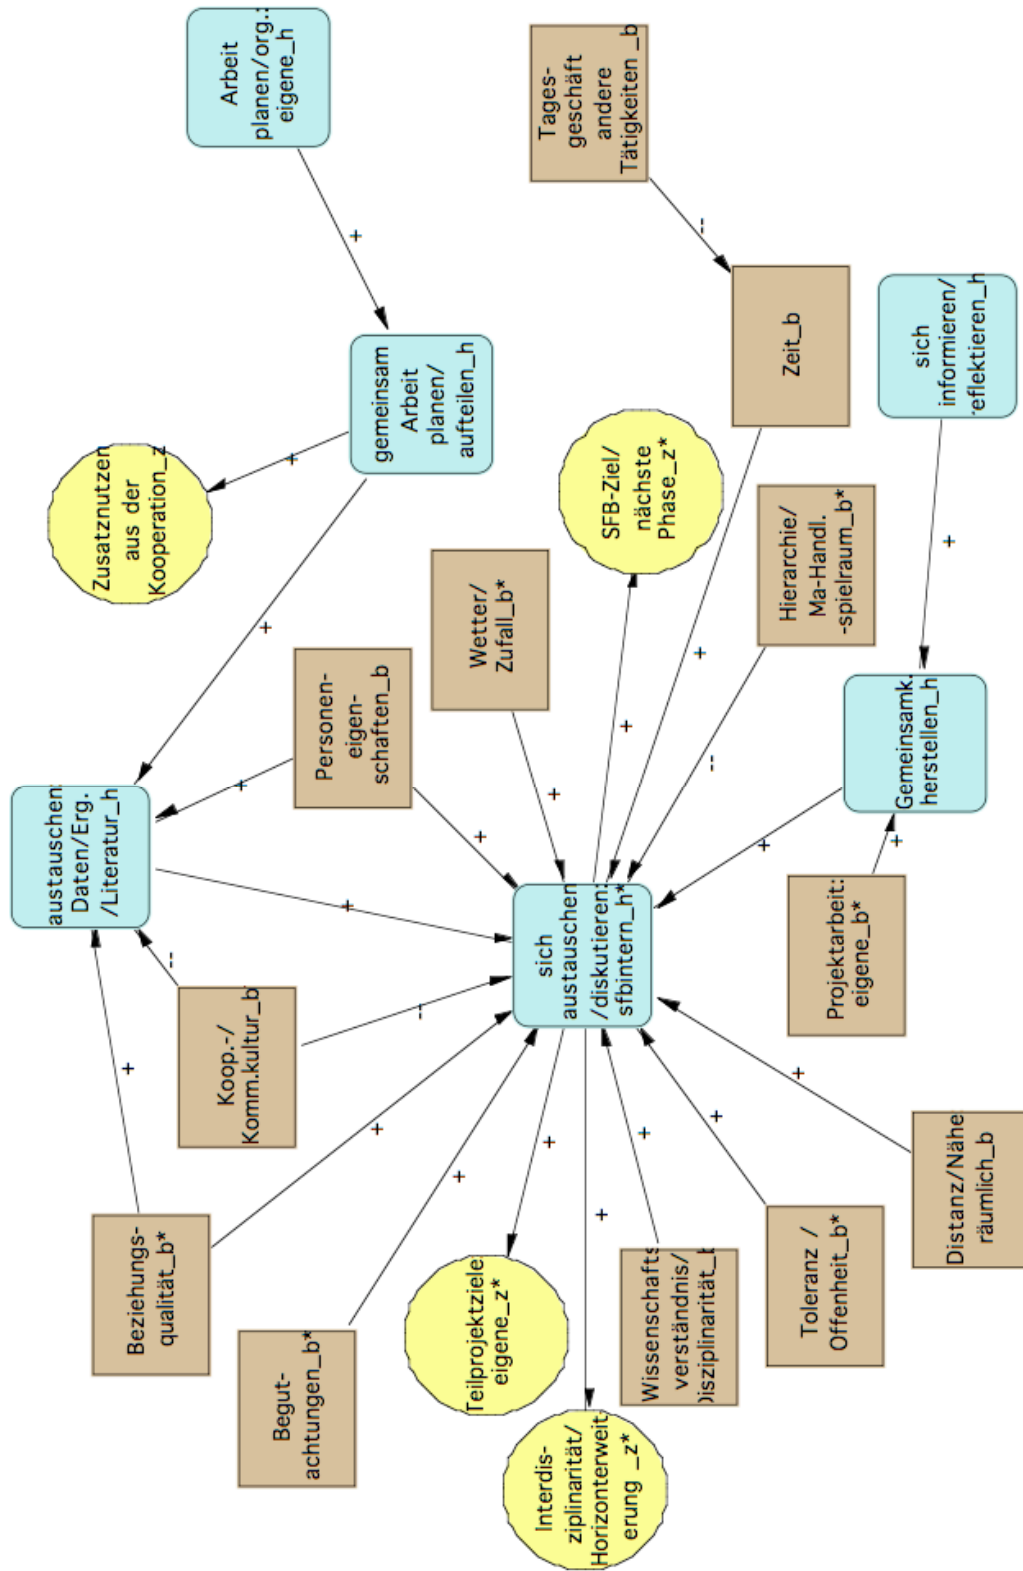 austauschen:
Daten/Erg.
/Literatur_h
Zusatznutzen
aus der
Kooperation_z
Beziehungs-
qualität_b*
+
--
+
Arbeit
planen/org.:
eigene_h
Koop.-/
Komm.kultur_b
+
+
+
Begut-
achtungen_b*
Personen-
eigen-
schaften_b
+
+
--
gemeinsam
Arbeit
planen/
aufteilen_h
+
+
Teilprojektziele
eigene_z*
Wetter/
Zufall_b*
+
+
Interdis-
ziplinarität/
Horizonterweit
erung _z*
sich
austauschen
/diskutieren:
sfbintern_h*
SFB-Ziel/
nächste
Phase_z*
Tages-
geschäft
andere
Tätigkeiten _b
+
+
+
Wissenschafts
verständnis/
isziplinarität_b
+
+
--
--
Zeit_b
Hierarchie/
Ma-Handl.
-spielraum_b*
+
+
Toleranz /
Offenheit_b*
Projektarbeit:
eigene_b*
+
Gemeinsamk.
herstellen_h
+
sich
informieren/
eflektieren_h
Distanz/Nähe
räumlich_b